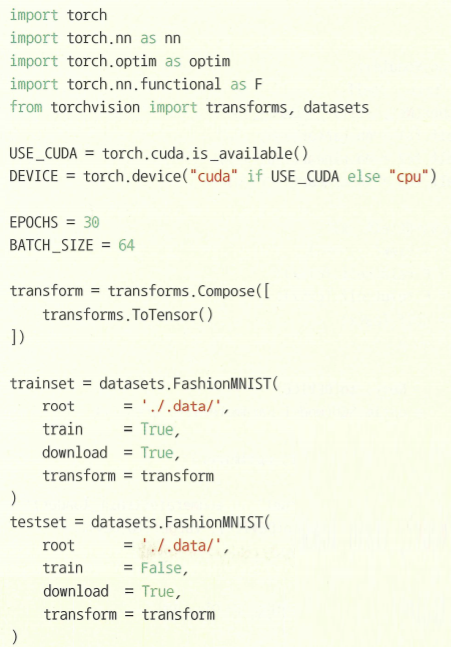 import torch
import torch.nn as nn
import torch.optim as optim
import torch.nn.functional as F
from torchvision import transforms, datasets

USE_CUDA = torch.cuda.is_available()
DEVICE = torch.device("cuda" if USE_CUDA else "cpu")

EPOCHS = 30
BATCH_SIZE = 64

transform = transforms.Compose([
    transforms.ToTensor()
])

trainset = datasets.FashionMNIST(
    root      = './.data/',
    train     = True,
    download  = True,
    transform = transform
)
testset = datasets.FashionMNIST(
    root      = './.data/',
    train     = False,
    download  = True,
    transform = transform
)